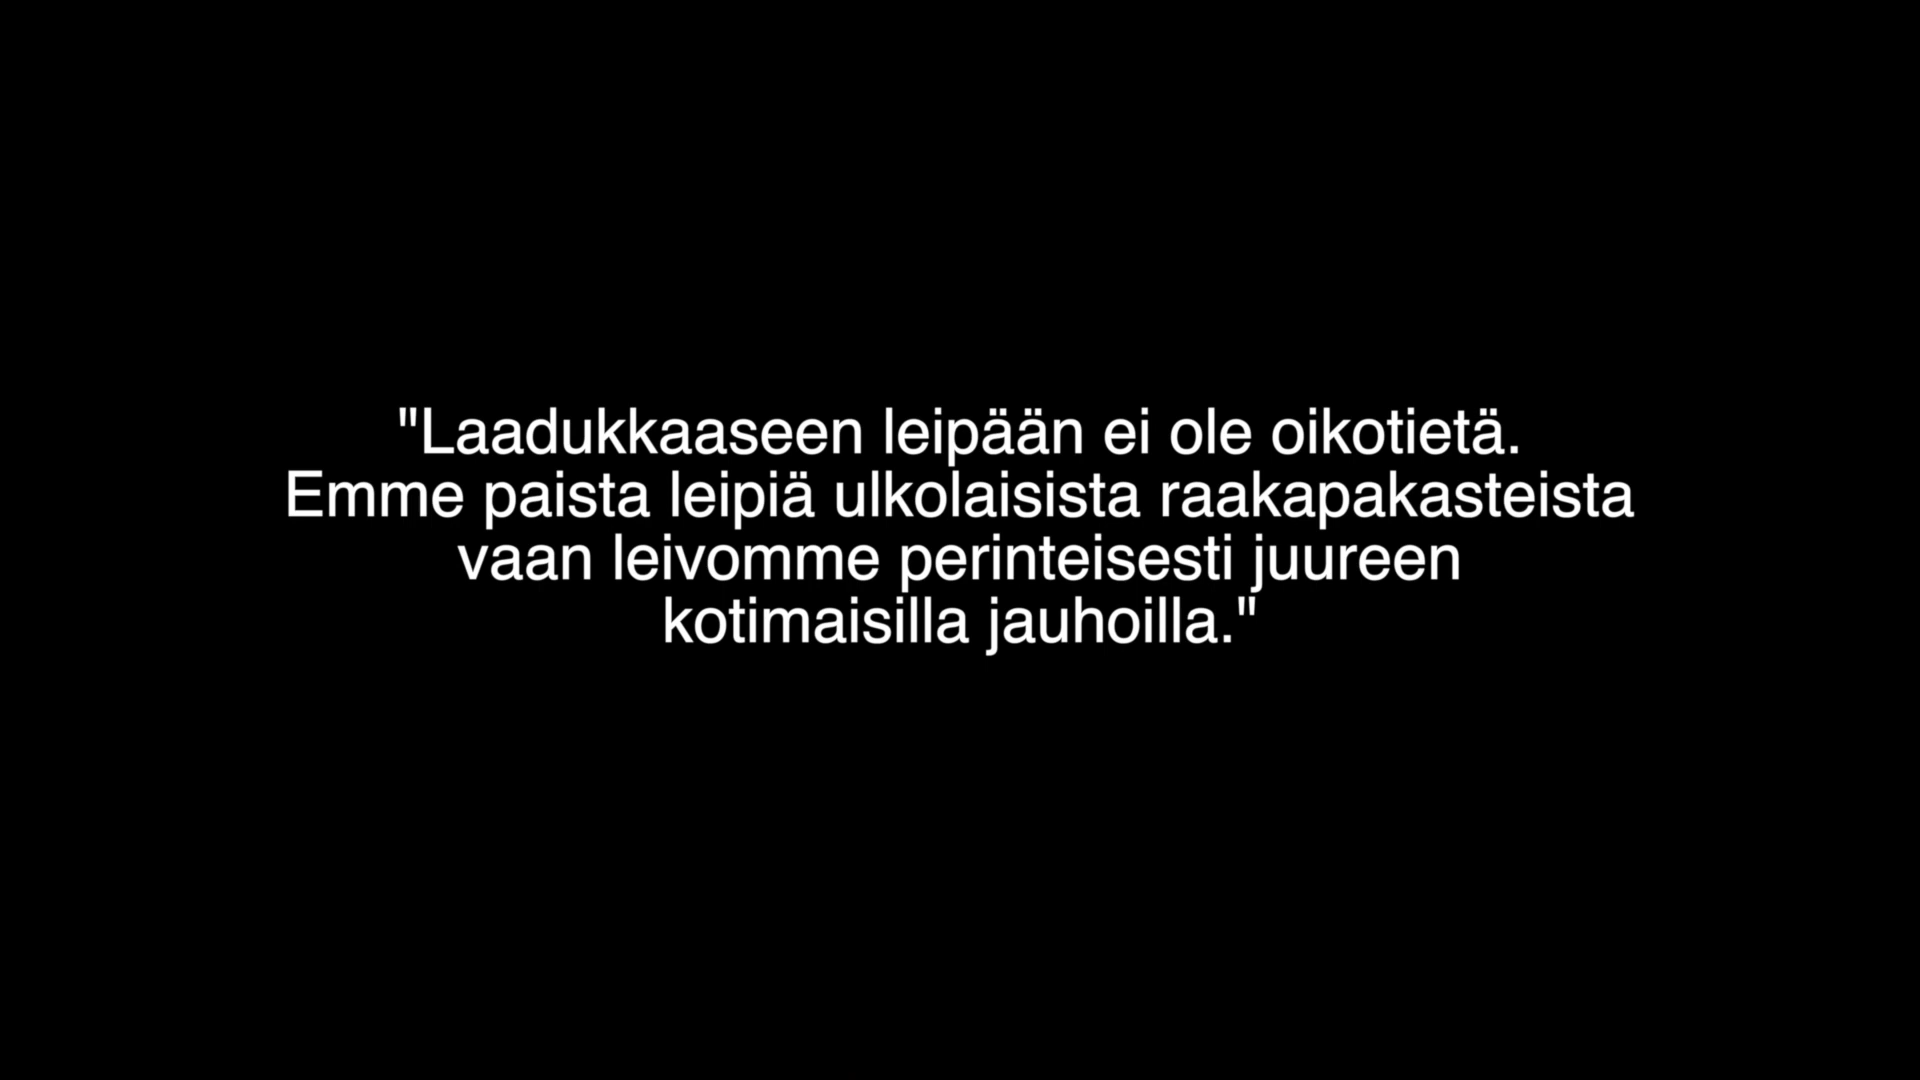 "Laadukkaaseen leipään ei ole oikotietä.
Emme paista leipiä ulkolaisista raakapakasteista
vaan leivomme perinteisesti juureen
kotimaisilla jauhoilla."